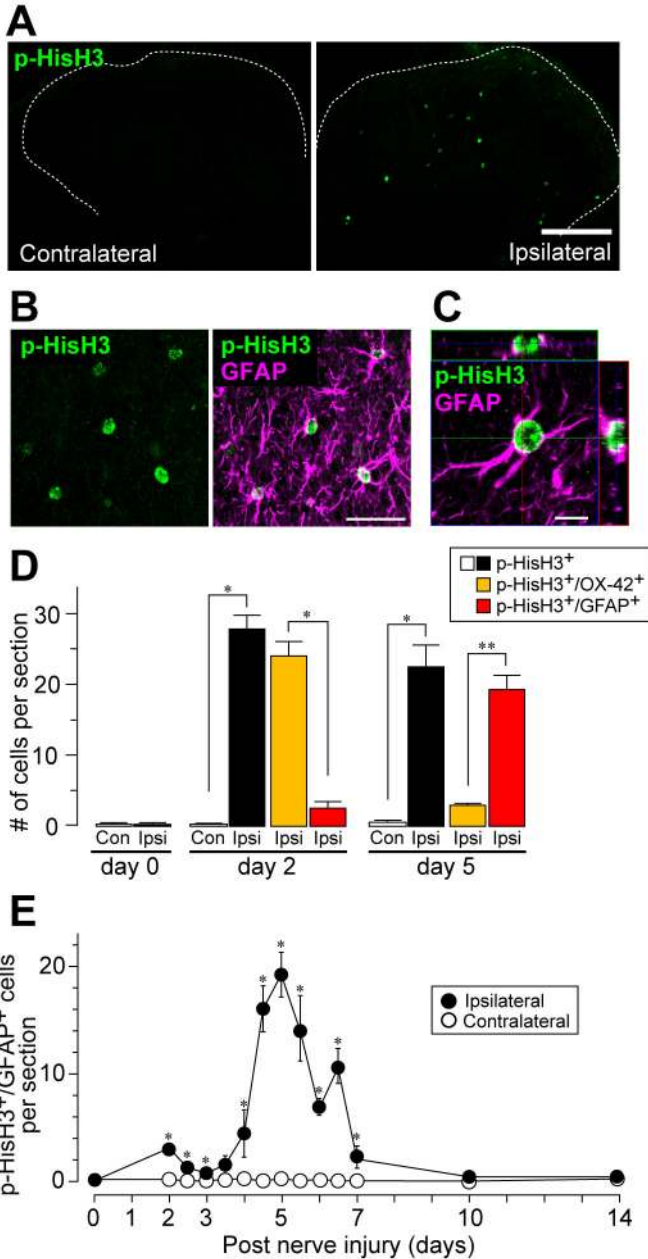 A
p-HisH3
Contralateral
Ipsilateral
B
p-HisH3
p-HisH3
GFAP
C
p-HisH3
GFAP
D
p-HisH3+
p-HisH3+/OX-42+
p-HisH3+/GFAP+
# of cells per section
30
20
10
0
*
*
*
**
Con Ipsi
Con Ipsi Ipsi Ipsi
Con Ipsi Ipsi Ipsi
day 0
day 2
day 5
E
p-HisH3+/GFAP+ cells
per section
20
10
0
Ipsilateral
Contralateral
*
*
*
*
*
*
*
*
*
*
0 1 2 3 5 7 10 14
Post nerve injury (days)